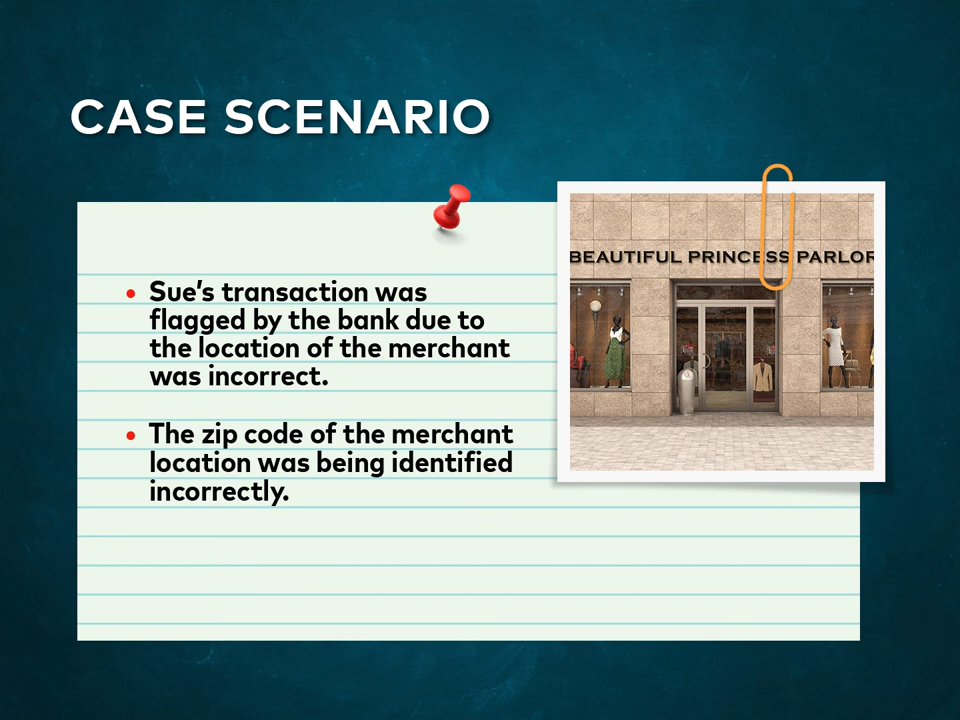 CASE SCENARIO
BEAUTIFUL PRINCESS PARLOR
• Sue's transaction was
flagged by the bank due to
the location of the merchant
was incorrect.
• The zip code of the merchant
location was being identified
incorrectly.